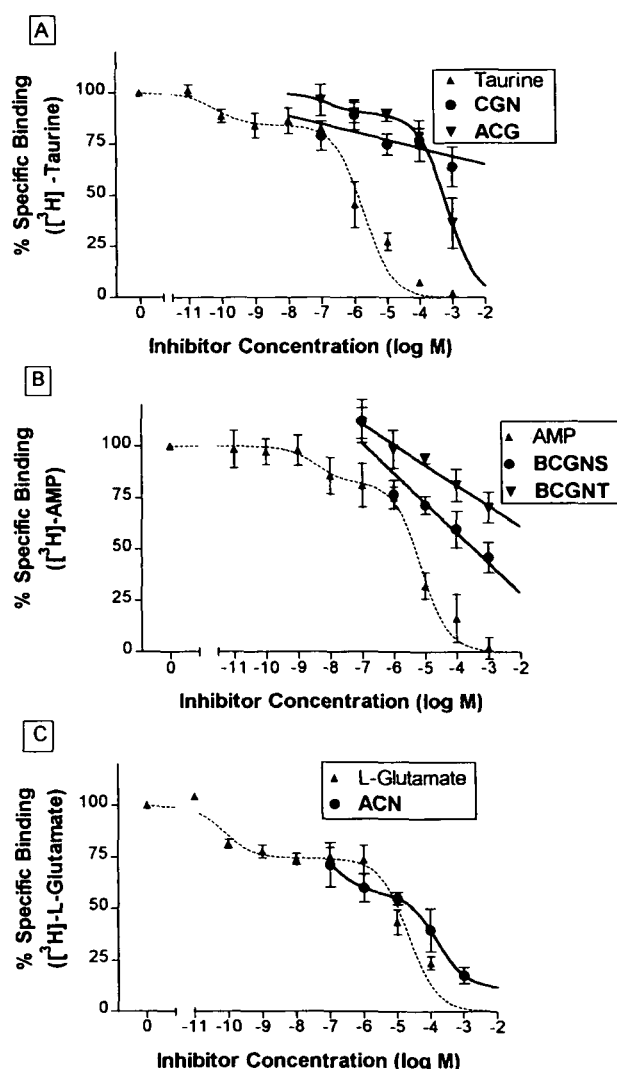 A
Taurine
CGN
ACG
% Specific Binding
([³H] -Taurine)
100
75
50
25
0
0 -11 -10 -9 -8 -7 -6 -5 -4 -3 -2
Inhibitor Concentration (log M)
B
AMP
BCGNS
BCGNT
% Specific Binding
([³H]-AMP)
100
75
50
25
0
0 -11 -10 -9 -8 -7 -6 -5 -4 -3 -2
Inhibitor Concentration (log M)
C
L-Glutamate
ACN
% Specific Binding
([³H]-L-Glutamate)
100
75
50
25
0
0 -11 -10 -9 -8 -7 -6 -5 -4 -3 -2
Inhibitor Concentration (log M)